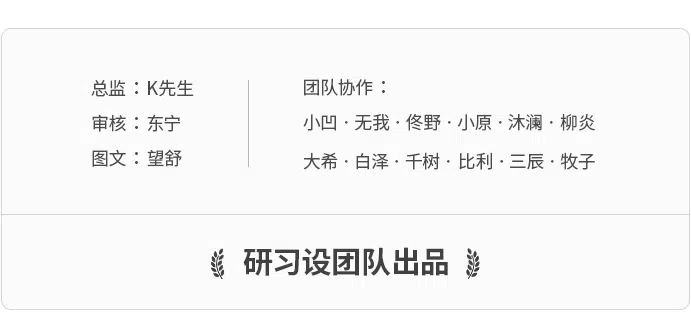 总监：K先生
审核：东宁
图文：望舒
团队协作：
小凹 · 无我 · 佟野 · 小原 · 沐澜 · 柳炎
大希 · 白泽 · 千树 · 比利 · 三辰 · 牧子
研习设团队出品